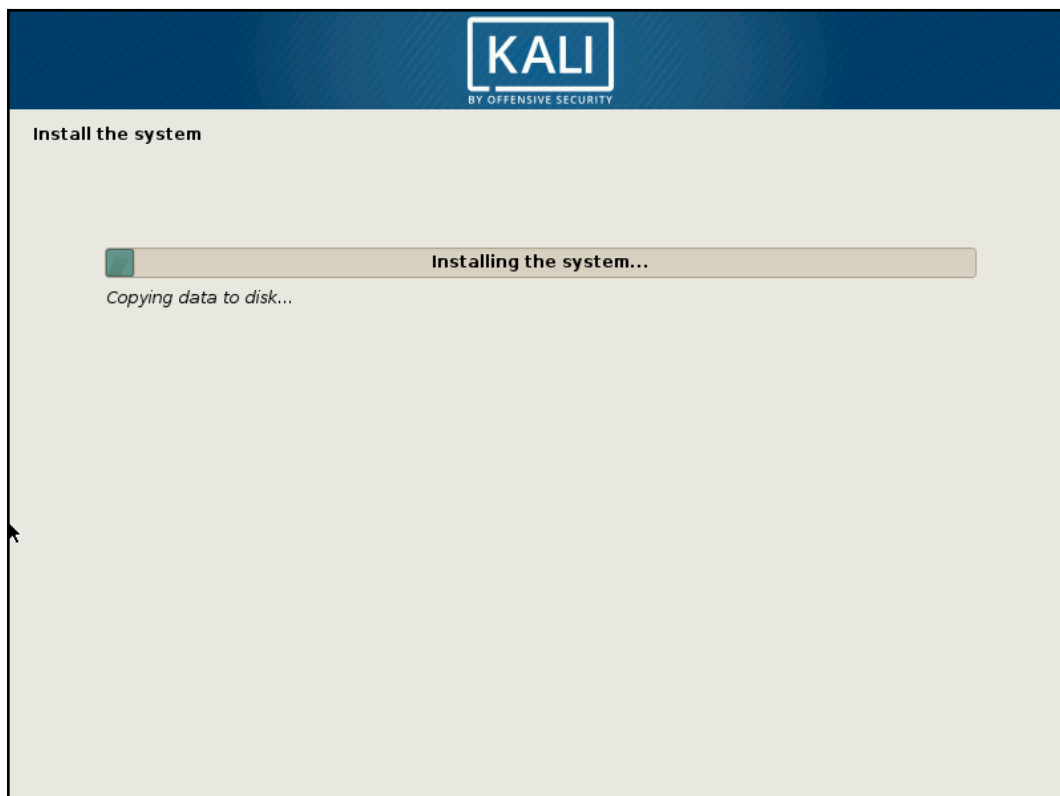 KALI
BY OFFENSIVE SECURITY
Install the system
Installing the system...
Copying data to disk...